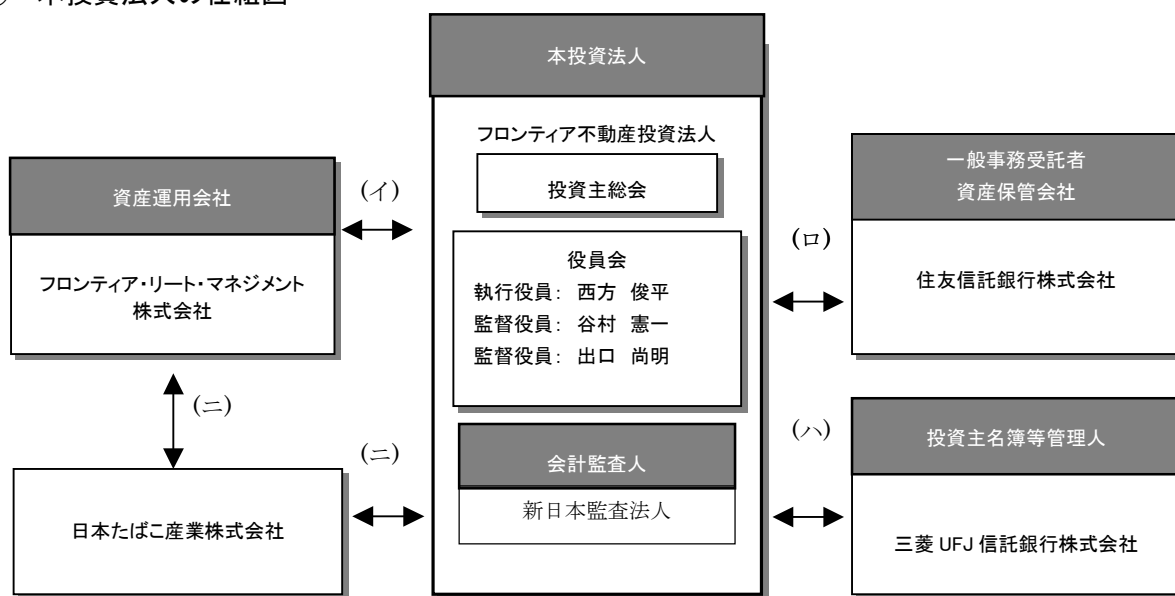 本投資法人の仕組図
本投資法人
フロンティア不動産投資法人
投資主総会
役員会
執行役員： 西方 俊平
監督役員： 谷村 憲一
監督役員： 出口 尚明
会計監査人
新日本監査法人
資産運用会社
フロンティア・リート・マネジメント
株式会社
(イ)
(ニ)
日本たばこ産業株式会社
(ニ)
一般事務受託者
資産保管会社
住友信託銀行株式会社
(ロ)
投資主名簿等管理人
三菱 UFJ 信託銀行株式会社
(ハ)